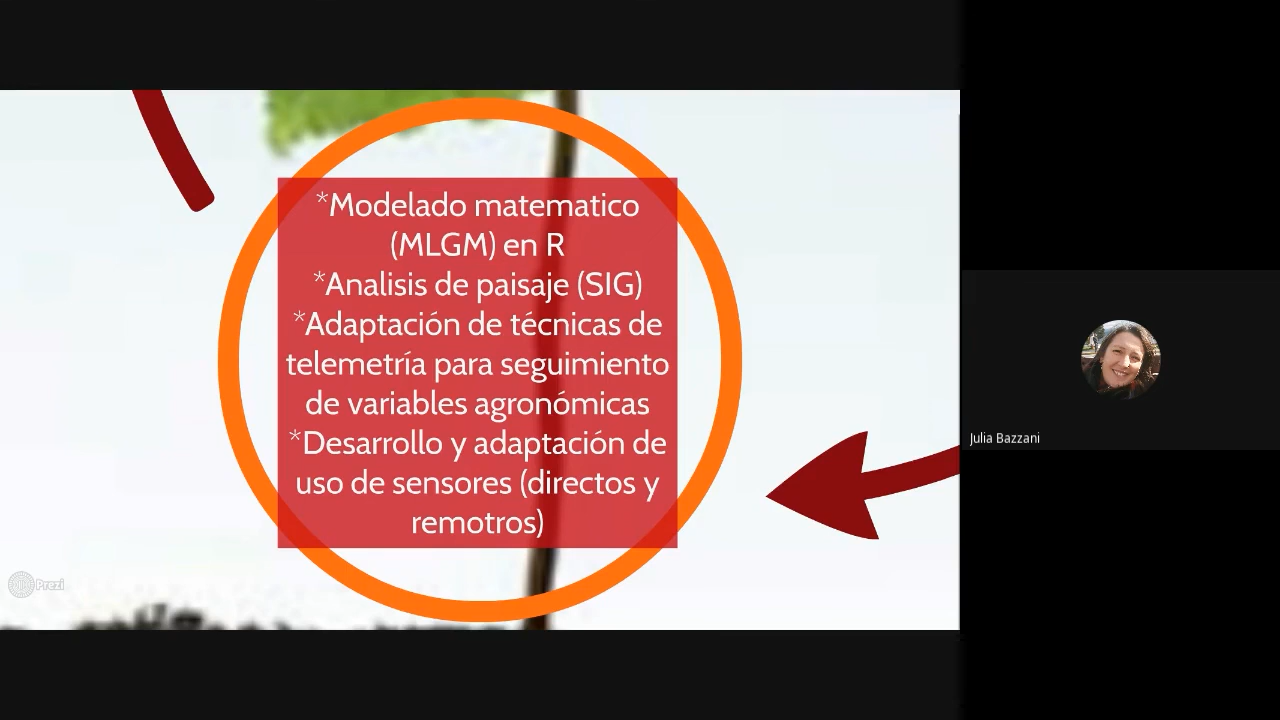 *Modelado matematico
(MLGM) en R
*Analisis de paisaje (SIG)
*Adaptación de técnicas de
telemetría para seguimiento
de variables agronómicas
*Desarrollo y adaptación de
uso de sensores (directos y
remotros)
Julia Bazzani
Prezi